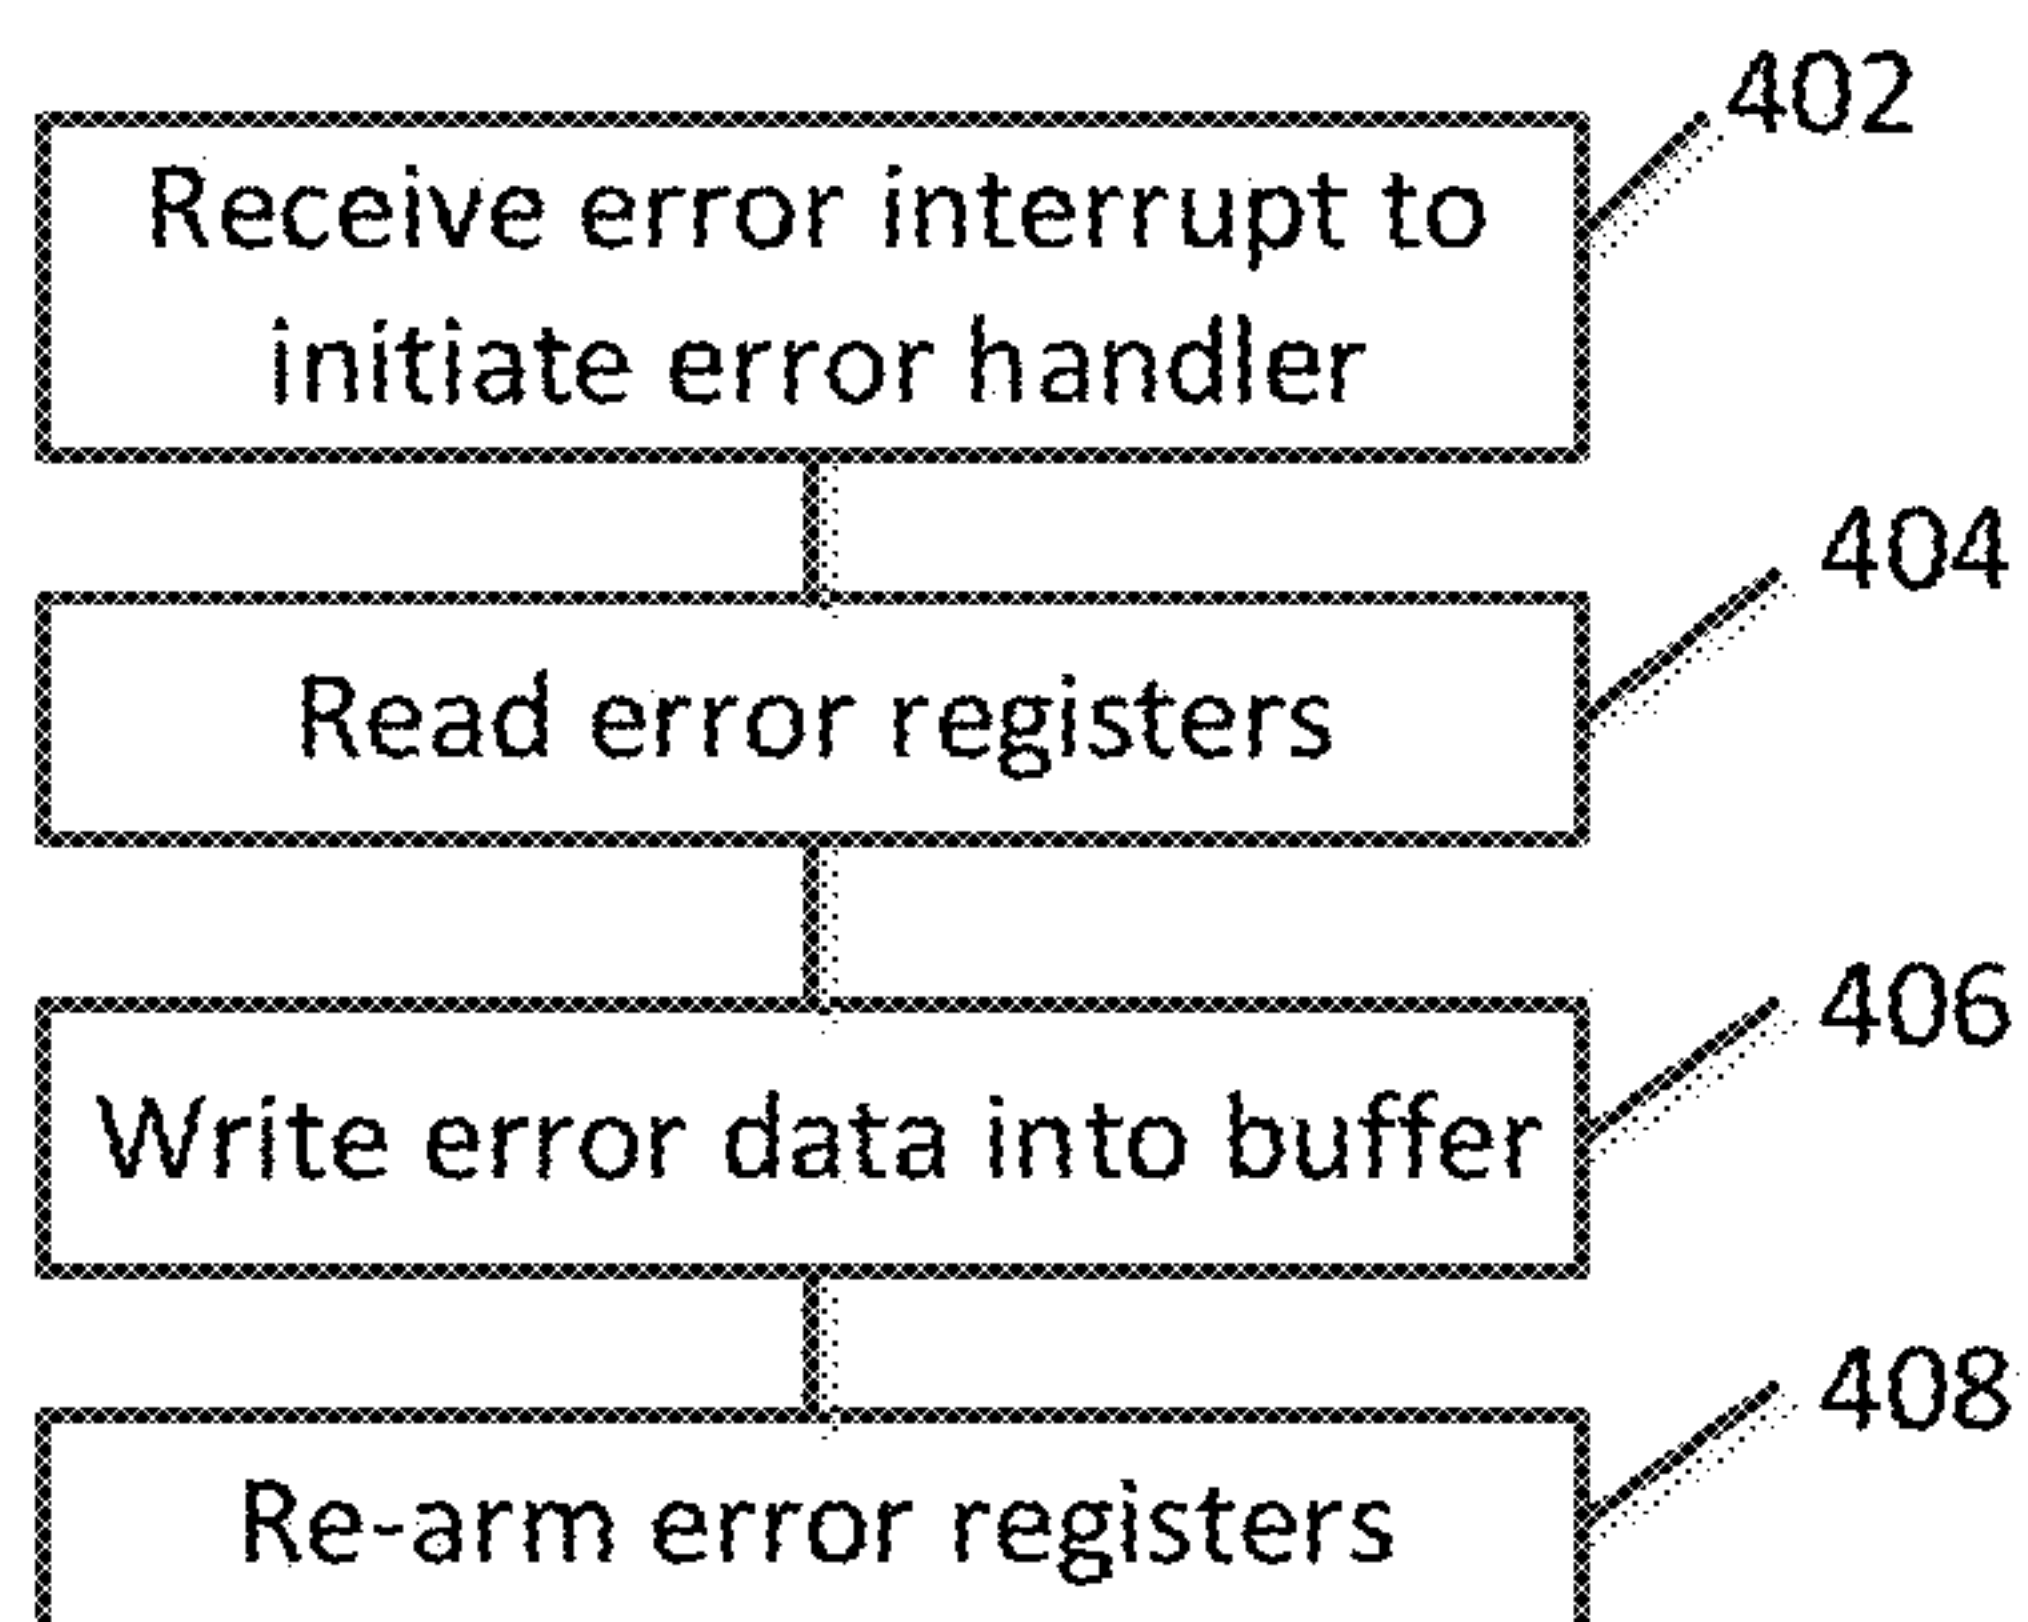 402
Receive error interrupt to
initiate error handler
404
Read error registers
406
Write error data into buffer
408
Re-arm error registers